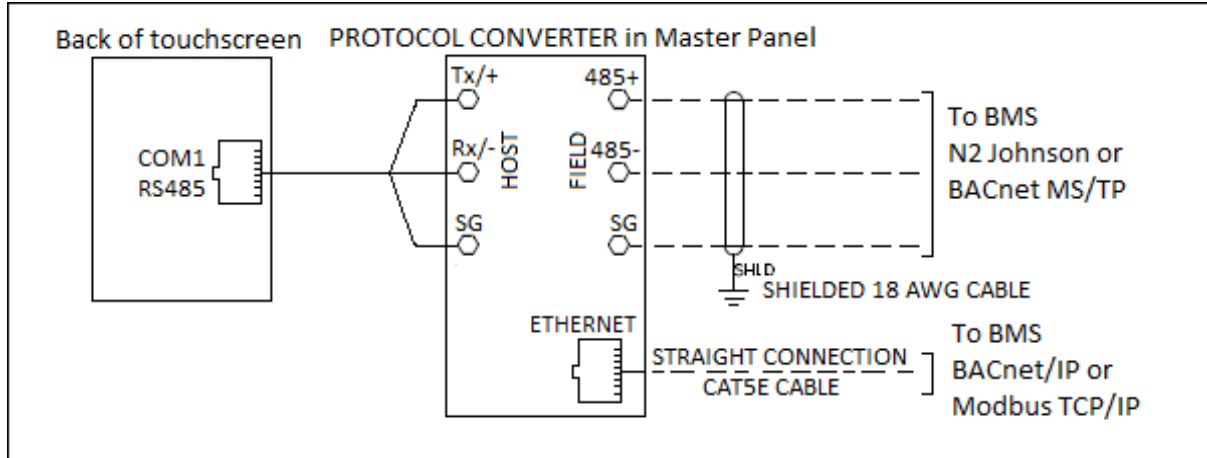 Back of touchscreen
PROTOCOL CONVERTER in Master Panel
COM1
RS485
Tx/+
Rx/-
SG
HOST
FIELD
485+
485-
SG
To BMS
N2 Johnson or
BACnet MS/TP
SHLD
SHIELDED 18 AWG CABLE
ETHERNET
STRAIGHT CONNECTION
CAT5E CABLE
To BMS
BACnet/IP or
Modbus TCP/IP